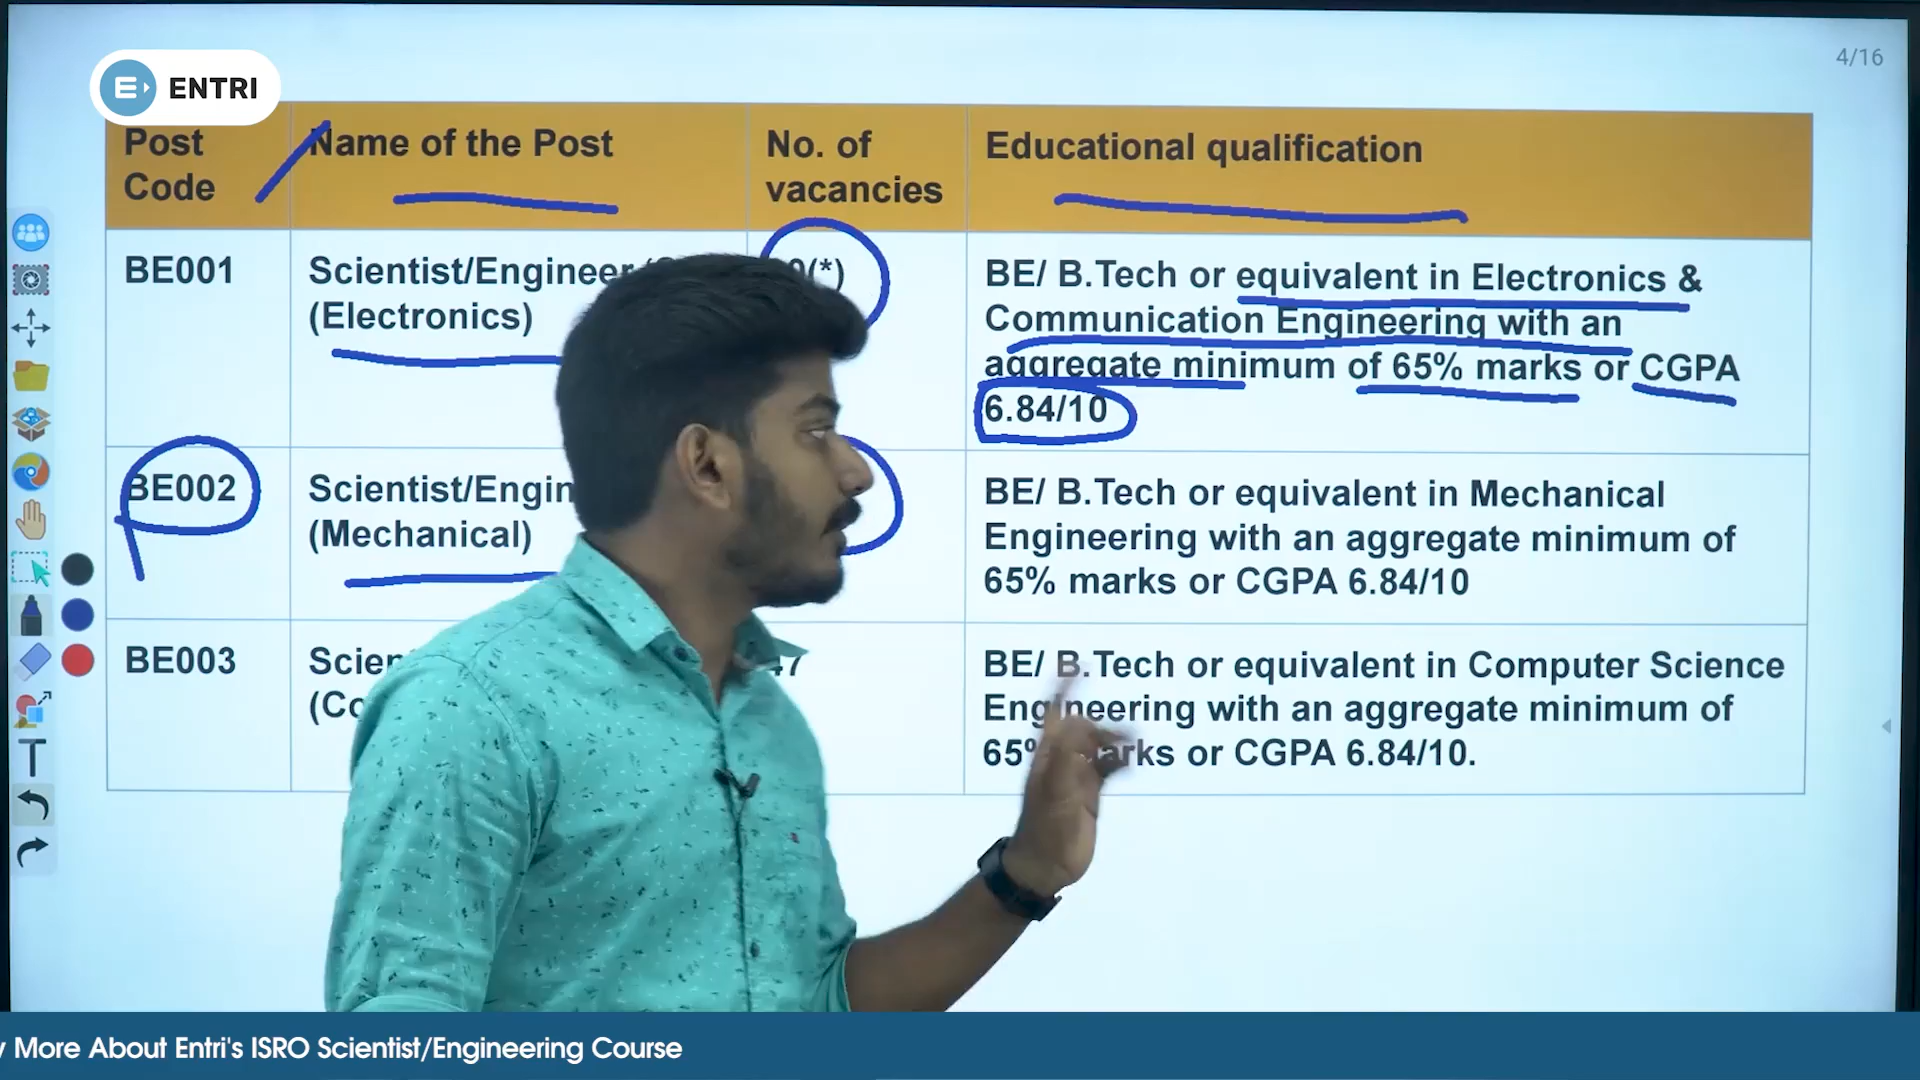 4/16
ENTRI
Post
Code
Name of the Post
No. of
vacancies
Educational qualification
BE001
Scientist/Engineer
(Electronics)
BE/ B.Tech or equivalent in Electronics &
Communication Engineering with an
aggregate minimum of 65% marks or CGPA
6.84/10
BE002
(Mechanical)
BE/ B.Tech or equivalent in Mechanical
Engineering with an aggregate minimum of
65% marks or CGPA 6.84/10
BE003
BE/ B.Tech or equivalent in Computer Science
Engineering with an aggregate minimum of
65% marks or CGPA 6.84/10.
More About Entri's ISRO Scientist/Engineering Course